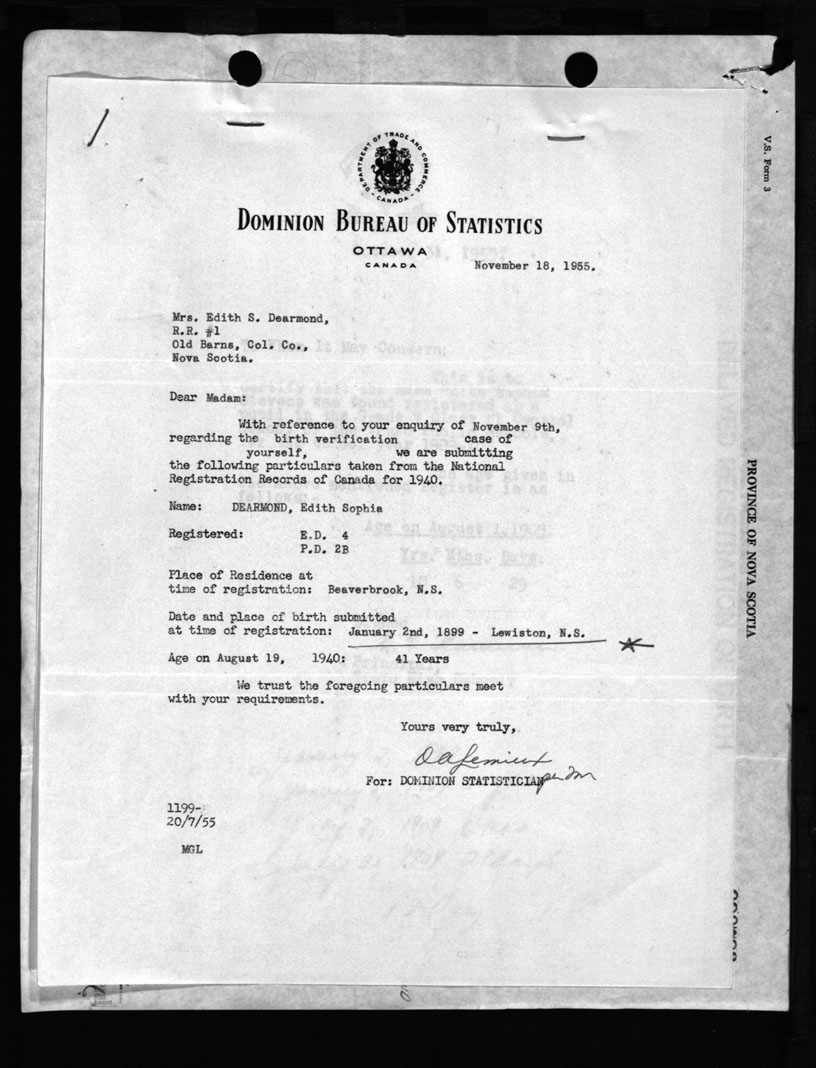 DEPARTMENT OF TRADE AND COMMERCE
CANADA
DOMINION BUREAU OF STATISTICS
OTTAWA
CANADA
November 18, 1955.
Mrs. Edith S. Dearmond,
R.R. #1
Old Barns, Col. Co.,
Nova Scotia.
Dear Madam:
With reference to your enquiry of November 9th,
regarding the birth verification case of
yourself, we are submitting
the following particulars taken from the National
Registration Records of Canada for 1940.
Name: DEARMOND, Edith Sophia
Registered: E.D. 4
P.D. 2B
Place of Residence at
time of registration: Beaverbrook, N.S.
Date and place of birth submitted
at time of registration: January 2nd, 1899 - Lewiston, N.S.
Age on August 19, 1940: 41 Years
We trust the foregoing particulars meet
with your requirements.
Yours very truly,
OALemieux
For: DOMINION STATISTICIAN per
1199-
20/7/55
MGL
V.S. Form 3
PROVINCE OF NOVA SCOTIA